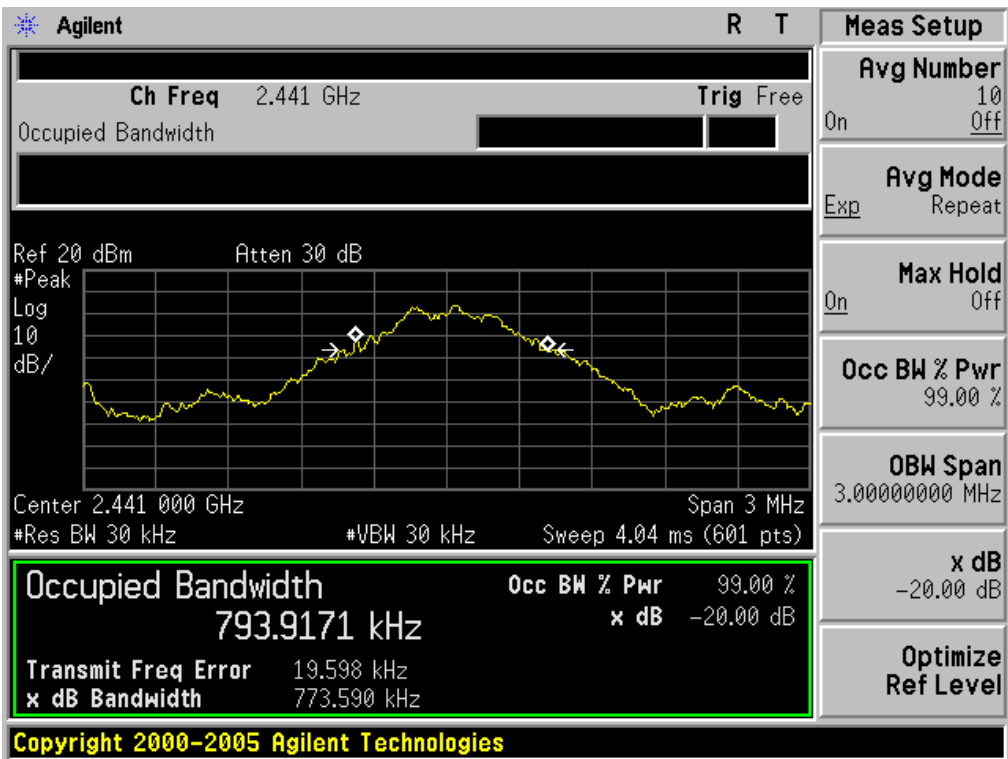 Agilent R T
Ch Freq 2.441 GHz Trig Free
Occupied Bandwidth
Ref 20 dBm Atten 30 dB
#Peak
Log
10
dB/
Center 2.441 000 GHz Span 3 MHz
#Res BW 30 kHz #VBW 30 kHz Sweep 4.04 ms (601 pts)
Occupied Bandwidth Occ BW % Pwr 99.00 %
793.9171 kHz x dB -20.00 dB
Transmit Freq Error 19.598 kHz
x dB Bandwidth 773.590 kHz
Copyright 2000-2005 Agilent Technologies
Meas Setup
Avg Number
10
On Off
Avg Mode
Exp Repeat
Max Hold
On Off
Occ BW % Pwr
99.00 %
OBW Span
3.00000000 MHz
x dB
-20.00 dB
Optimize
Ref Level